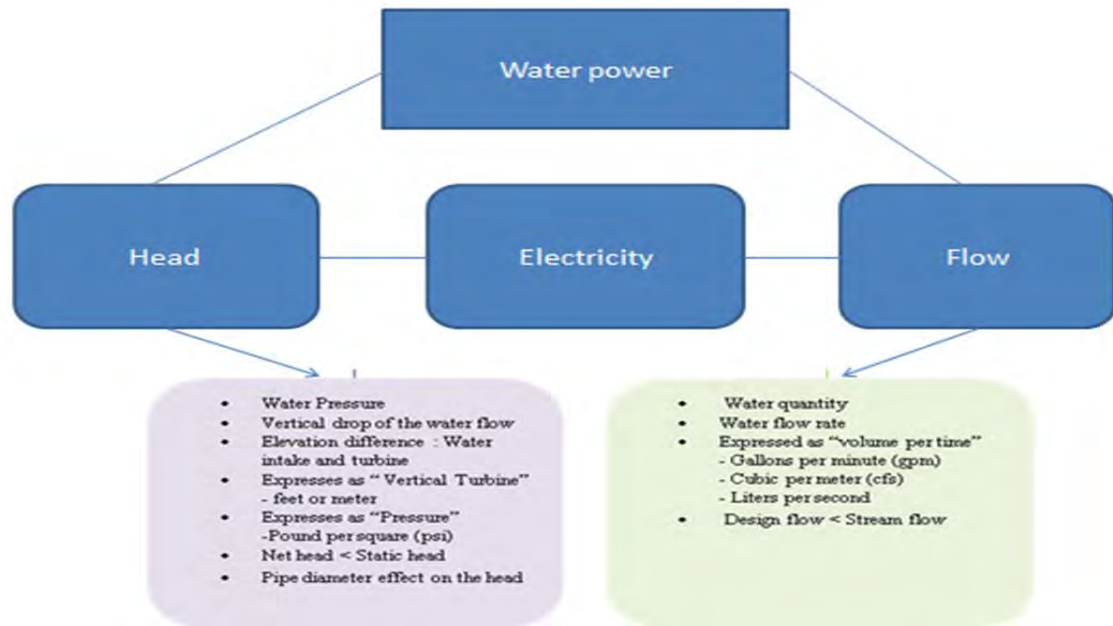 Water power
Head
Electricity
Flow
• Water Pressure
• Vertical drop of the water flow
• Elevation difference : Water
intake and turbine
• Expresses as “ Vertical Turbine”
- feet or meter
• Expresses as “Pressure”
-Pound per square (psi)
• Net head < Static head
• Pipe diameter effect on the head
• Water quantity
• Water flow rate
• Expressed as “volume per time”
- Gallons per minute (gpm)
- Cubic per meter (cfs)
- Liters per second
• Design flow < Stream flow